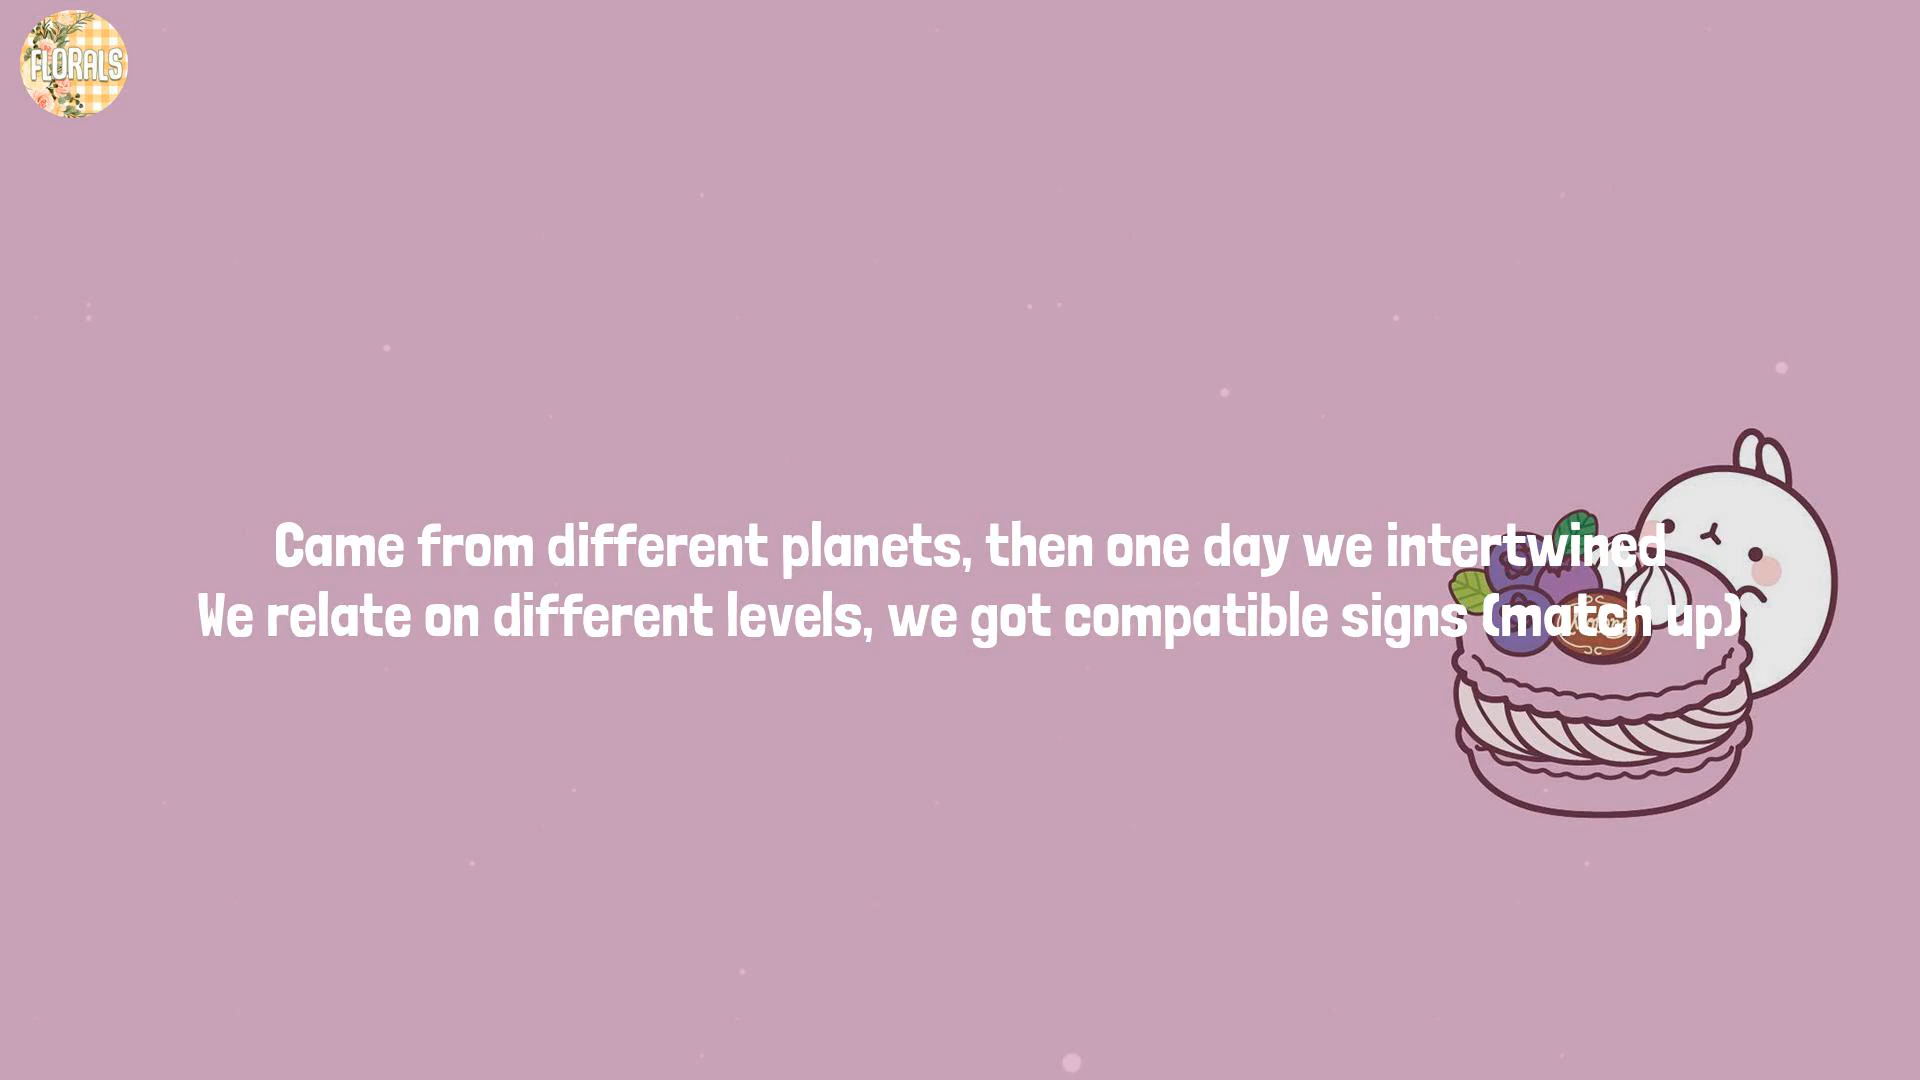 FLORALS
Came from different planets, then one day we intertwined
We relate on different levels, we got compatible signs (match up)